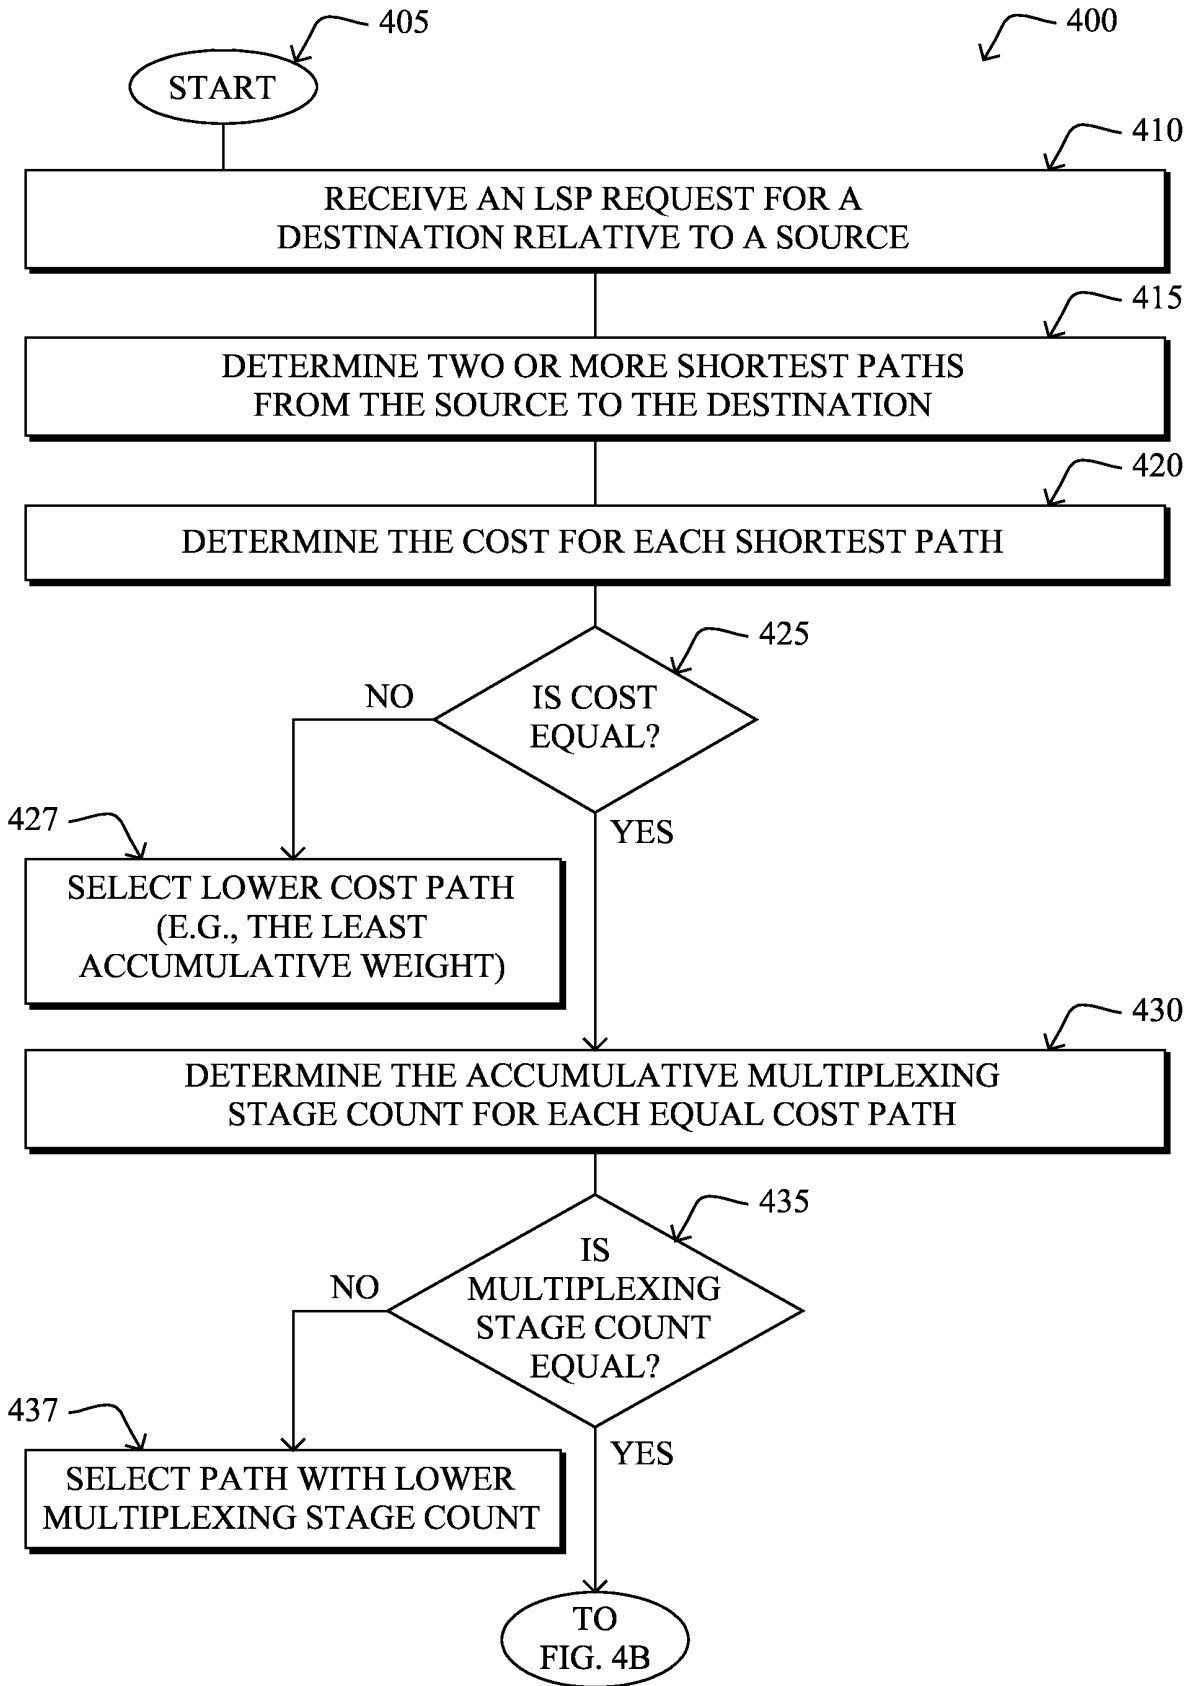 405
400
START
410
RECEIVE AN LSP REQUEST FOR A
DESTINATION RELATIVE TO A SOURCE
415
DETERMINE TWO OR MORE SHORTEST PATHS
FROM THE SOURCE TO THE DESTINATION
420
DETERMINE THE COST FOR EACH SHORTEST PATH
425
IS COST
EQUAL?
NO
YES
427
SELECT LOWER COST PATH
(E.G., THE LEAST
ACCUMULATIVE WEIGHT)
430
DETERMINE THE ACCUMULATIVE MULTIPLEXING
STAGE COUNT FOR EACH EQUAL COST PATH
435
IS
MULTIPLEXING
STAGE COUNT
EQUAL?
NO
YES
437
SELECT PATH WITH LOWER
MULTIPLEXING STAGE COUNT
TO
FIG. 4B